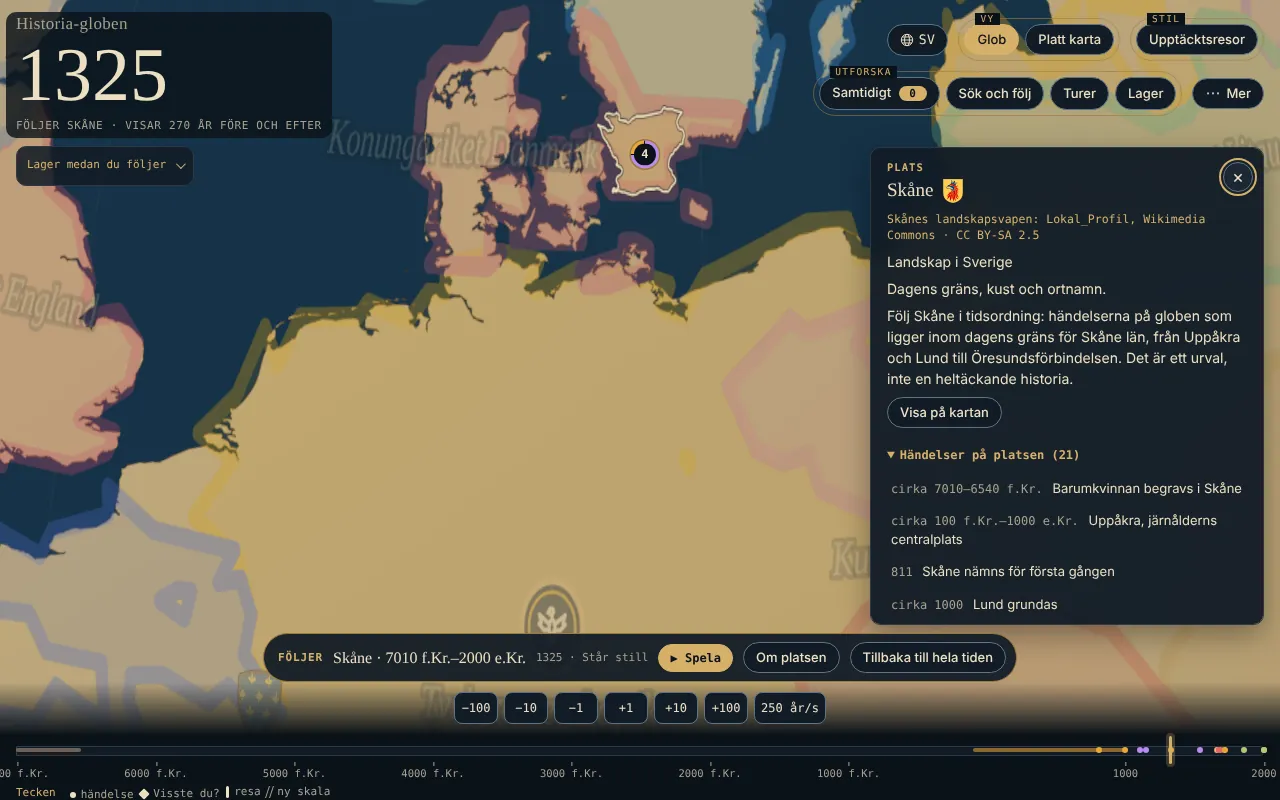 Historia-globen
1325
FÖLJER SKÅNE · VISAR 270 ÅR FÖRE OCH EFTER
Lager medan du följer
SV
VY
Glob
Platt karta
STIL
Upptäcktsresor
UTFORSKA
Samtidigt 0
Sök och följ
Turer
Lager
··· Mer
Konungariket Danmark
4
England
PLATS
Skåne
Skånes landskapsvapen: Lokal_Profil, Wikimedia
Commons · CC BY-SA 2.5
Landskap i Sverige
Dagens gräns, kust och ortnamn.
Följ Skåne i tidsordning: händelserna på globen som
ligger inom dagens gräns för Skåne län, från Uppåkra
och Lund till Öresundsförbindelsen. Det är ett urval,
inte en heltäckande historia.
Visa på kartan
▼ Händelser på platsen (21)
cirka 7010–6540 f.Kr. Barumkvinnan begravs i Skåne
cirka 100 f.Kr.–1000 e.Kr. Uppåkra, järnålderns
centralplats
811 Skåne nämns för första gången
cirka 1000 Lund grundas
FÖLJER Skåne · 7010 f.Kr.–2000 e.Kr. 1325 · Står still
▶ Spela
Om platsen
Tillbaka till hela tiden
−100
−10
−1
+1
+10
+100
250 år/s
00 f.Kr.
6000 f.Kr.
5000 f.Kr.
4000 f.Kr.
3000 f.Kr.
2000 f.Kr.
1000 f.Kr.
1000
2000
Tecken ● händelse ◆ Visste du? resa // ny skala